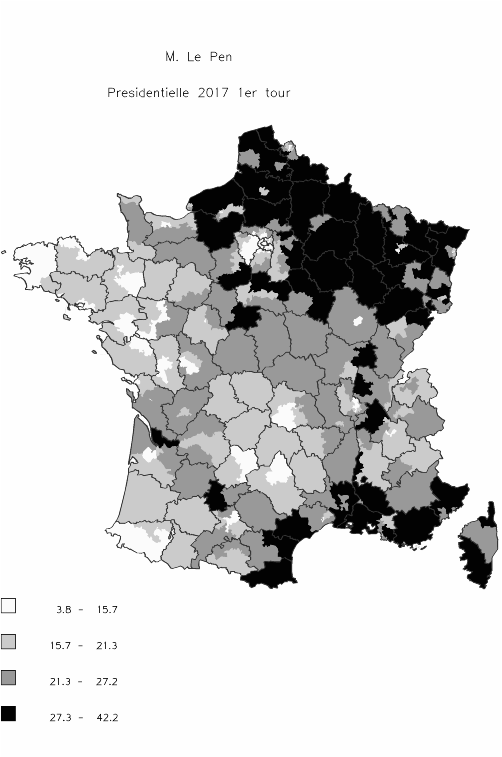 M. Le Pen
Presidentielle 2017 1er tour
3.8 - 15.7
15.7 - 21.3
21.3 - 27.2
27.3 - 42.2